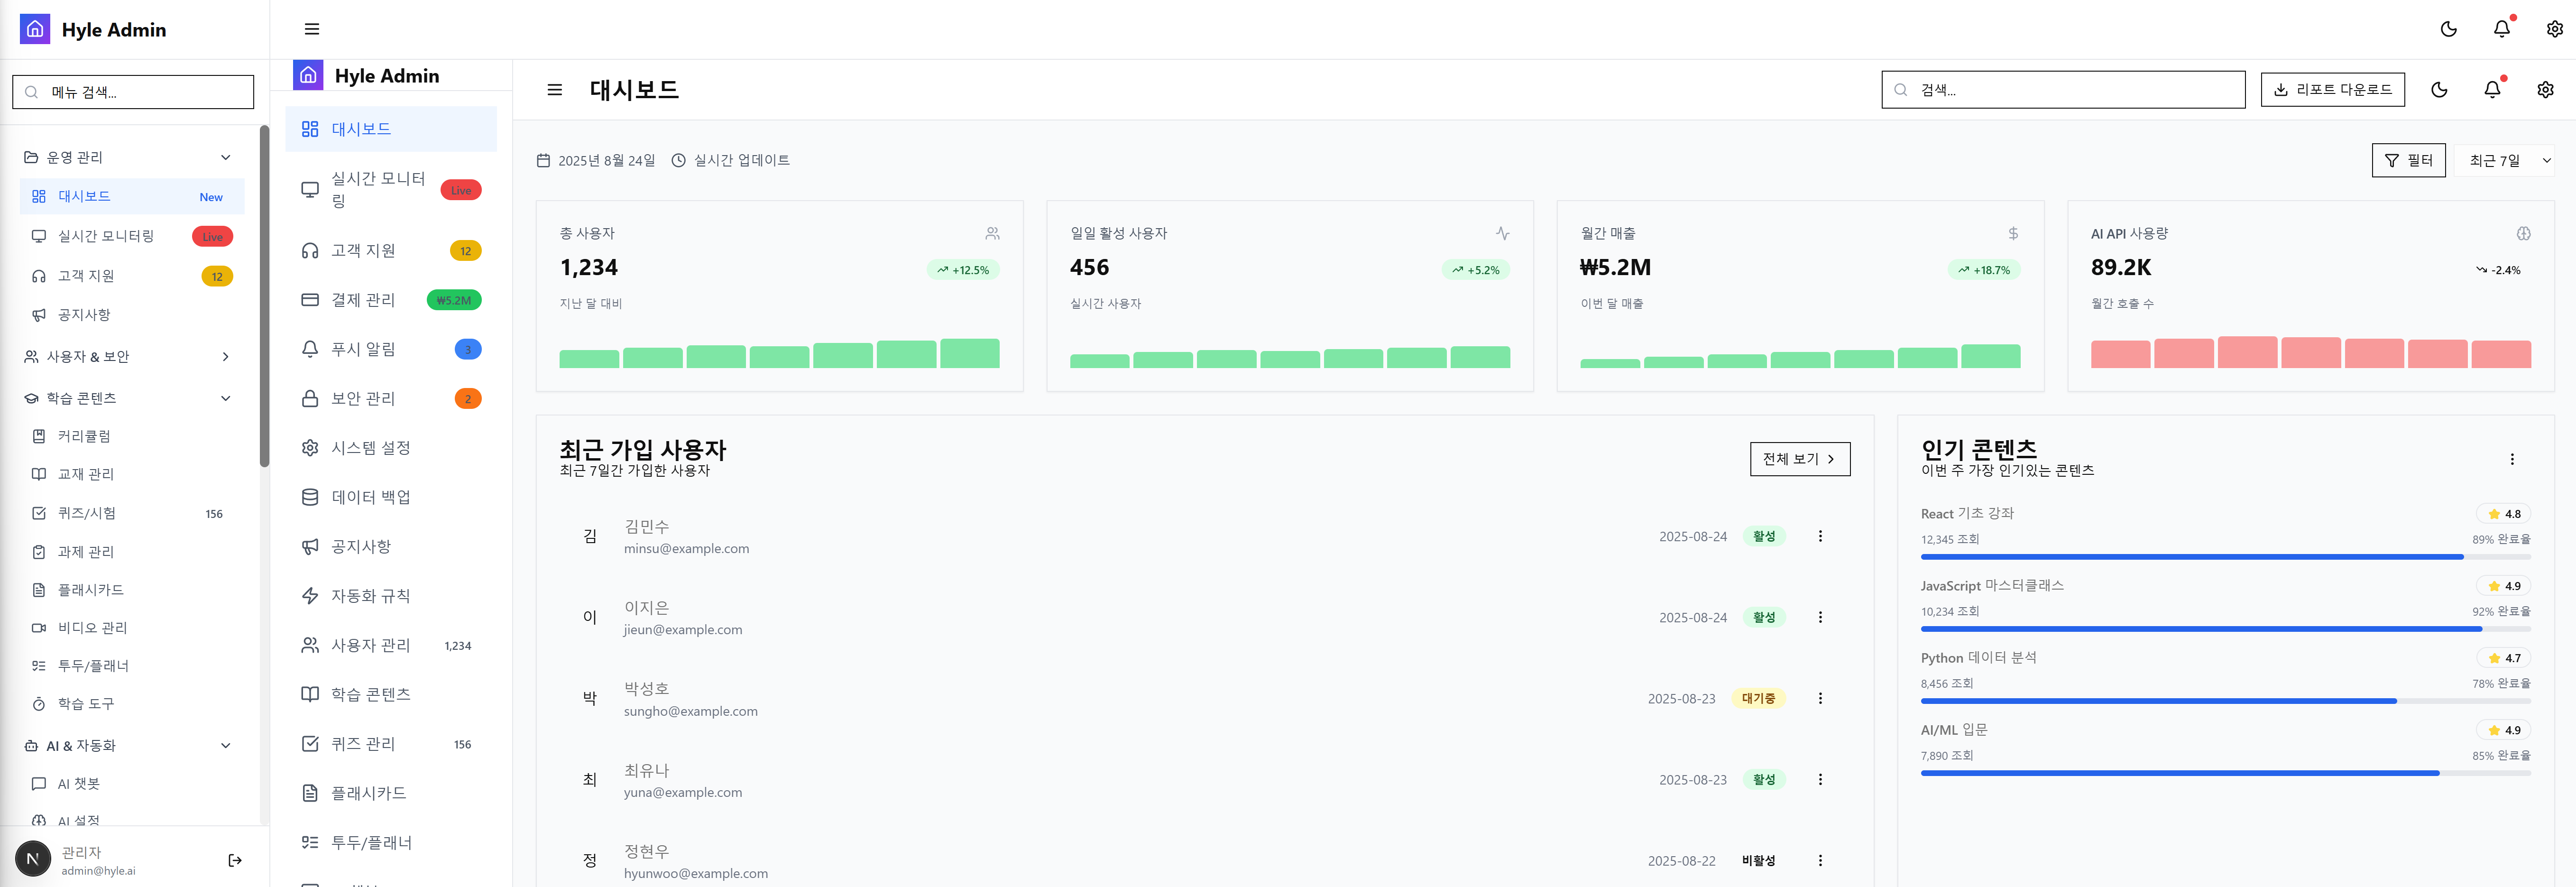 Hyle Admin
메뉴 검색...
운영 관리
대시보드 New
실시간 모니터링 Live
고객 지원 12
공지사항
사용자 & 보안
학습 콘텐츠
커리큘럼
교재 관리
퀴즈/시험 156
과제 관리
플래시카드
비디오 관리
투두/플래너
학습 도구
AI & 자동화
AI 챗봇
AI 설정
N
관리자
admin@hyle.ai
Hyle Admin
대시보드
실시간 모니터
링
Live
고객 지원 12
결제 관리 ₩5.2M
푸시 알림 3
보안 관리 2
시스템 설정
데이터 백업
공지사항
자동화 규칙
사용자 관리 1,234
학습 콘텐츠
퀴즈 관리 156
플래시카드
투두/플래너
대시보드
검색...
리포트 다운로드
2025년 8월 24일 실시간 업데이트
필터
최근 7일
총 사용자
1,234
+12.5%
지난 달 대비
일일 활성 사용자
456
+5.2%
실시간 사용자
월간 매출
₩5.2M
+18.7%
이번 달 매출
AI API 사용량
89.2K
-2.4%
월간 호출 수
최근 가입 사용자
최근 7일간 가입한 사용자
전체 보기
김
김민수
minsu@example.com
2025-08-24 활성
이
이지은
jieun@example.com
2025-08-24 활성
박
박성호
sungho@example.com
2025-08-23 대기중
최
최유나
yuna@example.com
2025-08-23 활성
정
정현우
hyunwoo@example.com
2025-08-22 비활성
인기 콘텐츠
이번 주 가장 인기있는 콘텐츠
React 기초 강좌 4.8
12,345 조회 89% 완료율
JavaScript 마스터클래스 4.9
10,234 조회 92% 완료율
Python 데이터 분석 4.7
8,456 조회 78% 완료율
AI/ML 입문 4.9
7,890 조회 85% 완료율